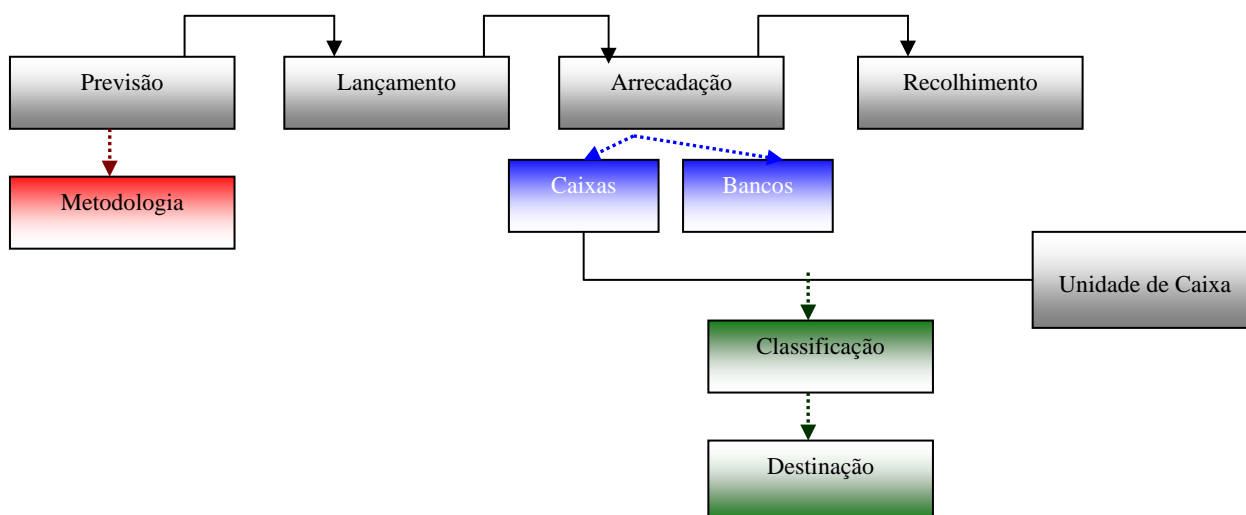 Previsão
Lançamento
Arrecadação
Recolhimento
Metodologia
Caixas
Bancos
Unidade de Caixa
Classificação
Destinação